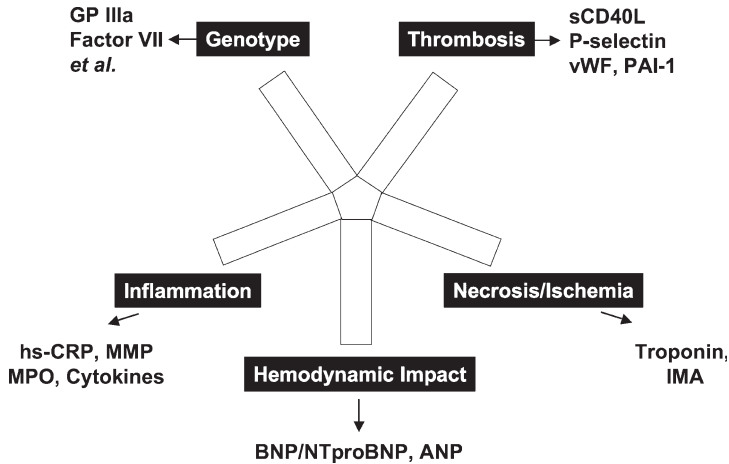 GP IIIa
Factor VII
et al.
Genotype
Thrombosis
sCD40L
P-selectin
vWF, PAI-1
Inflammation
hs-CRP, MMP
MPO, Cytokines
Necrosis/Ischemia
Troponin,
IMA
Hemodynamic Impact
BNP/NTproBNP, ANP